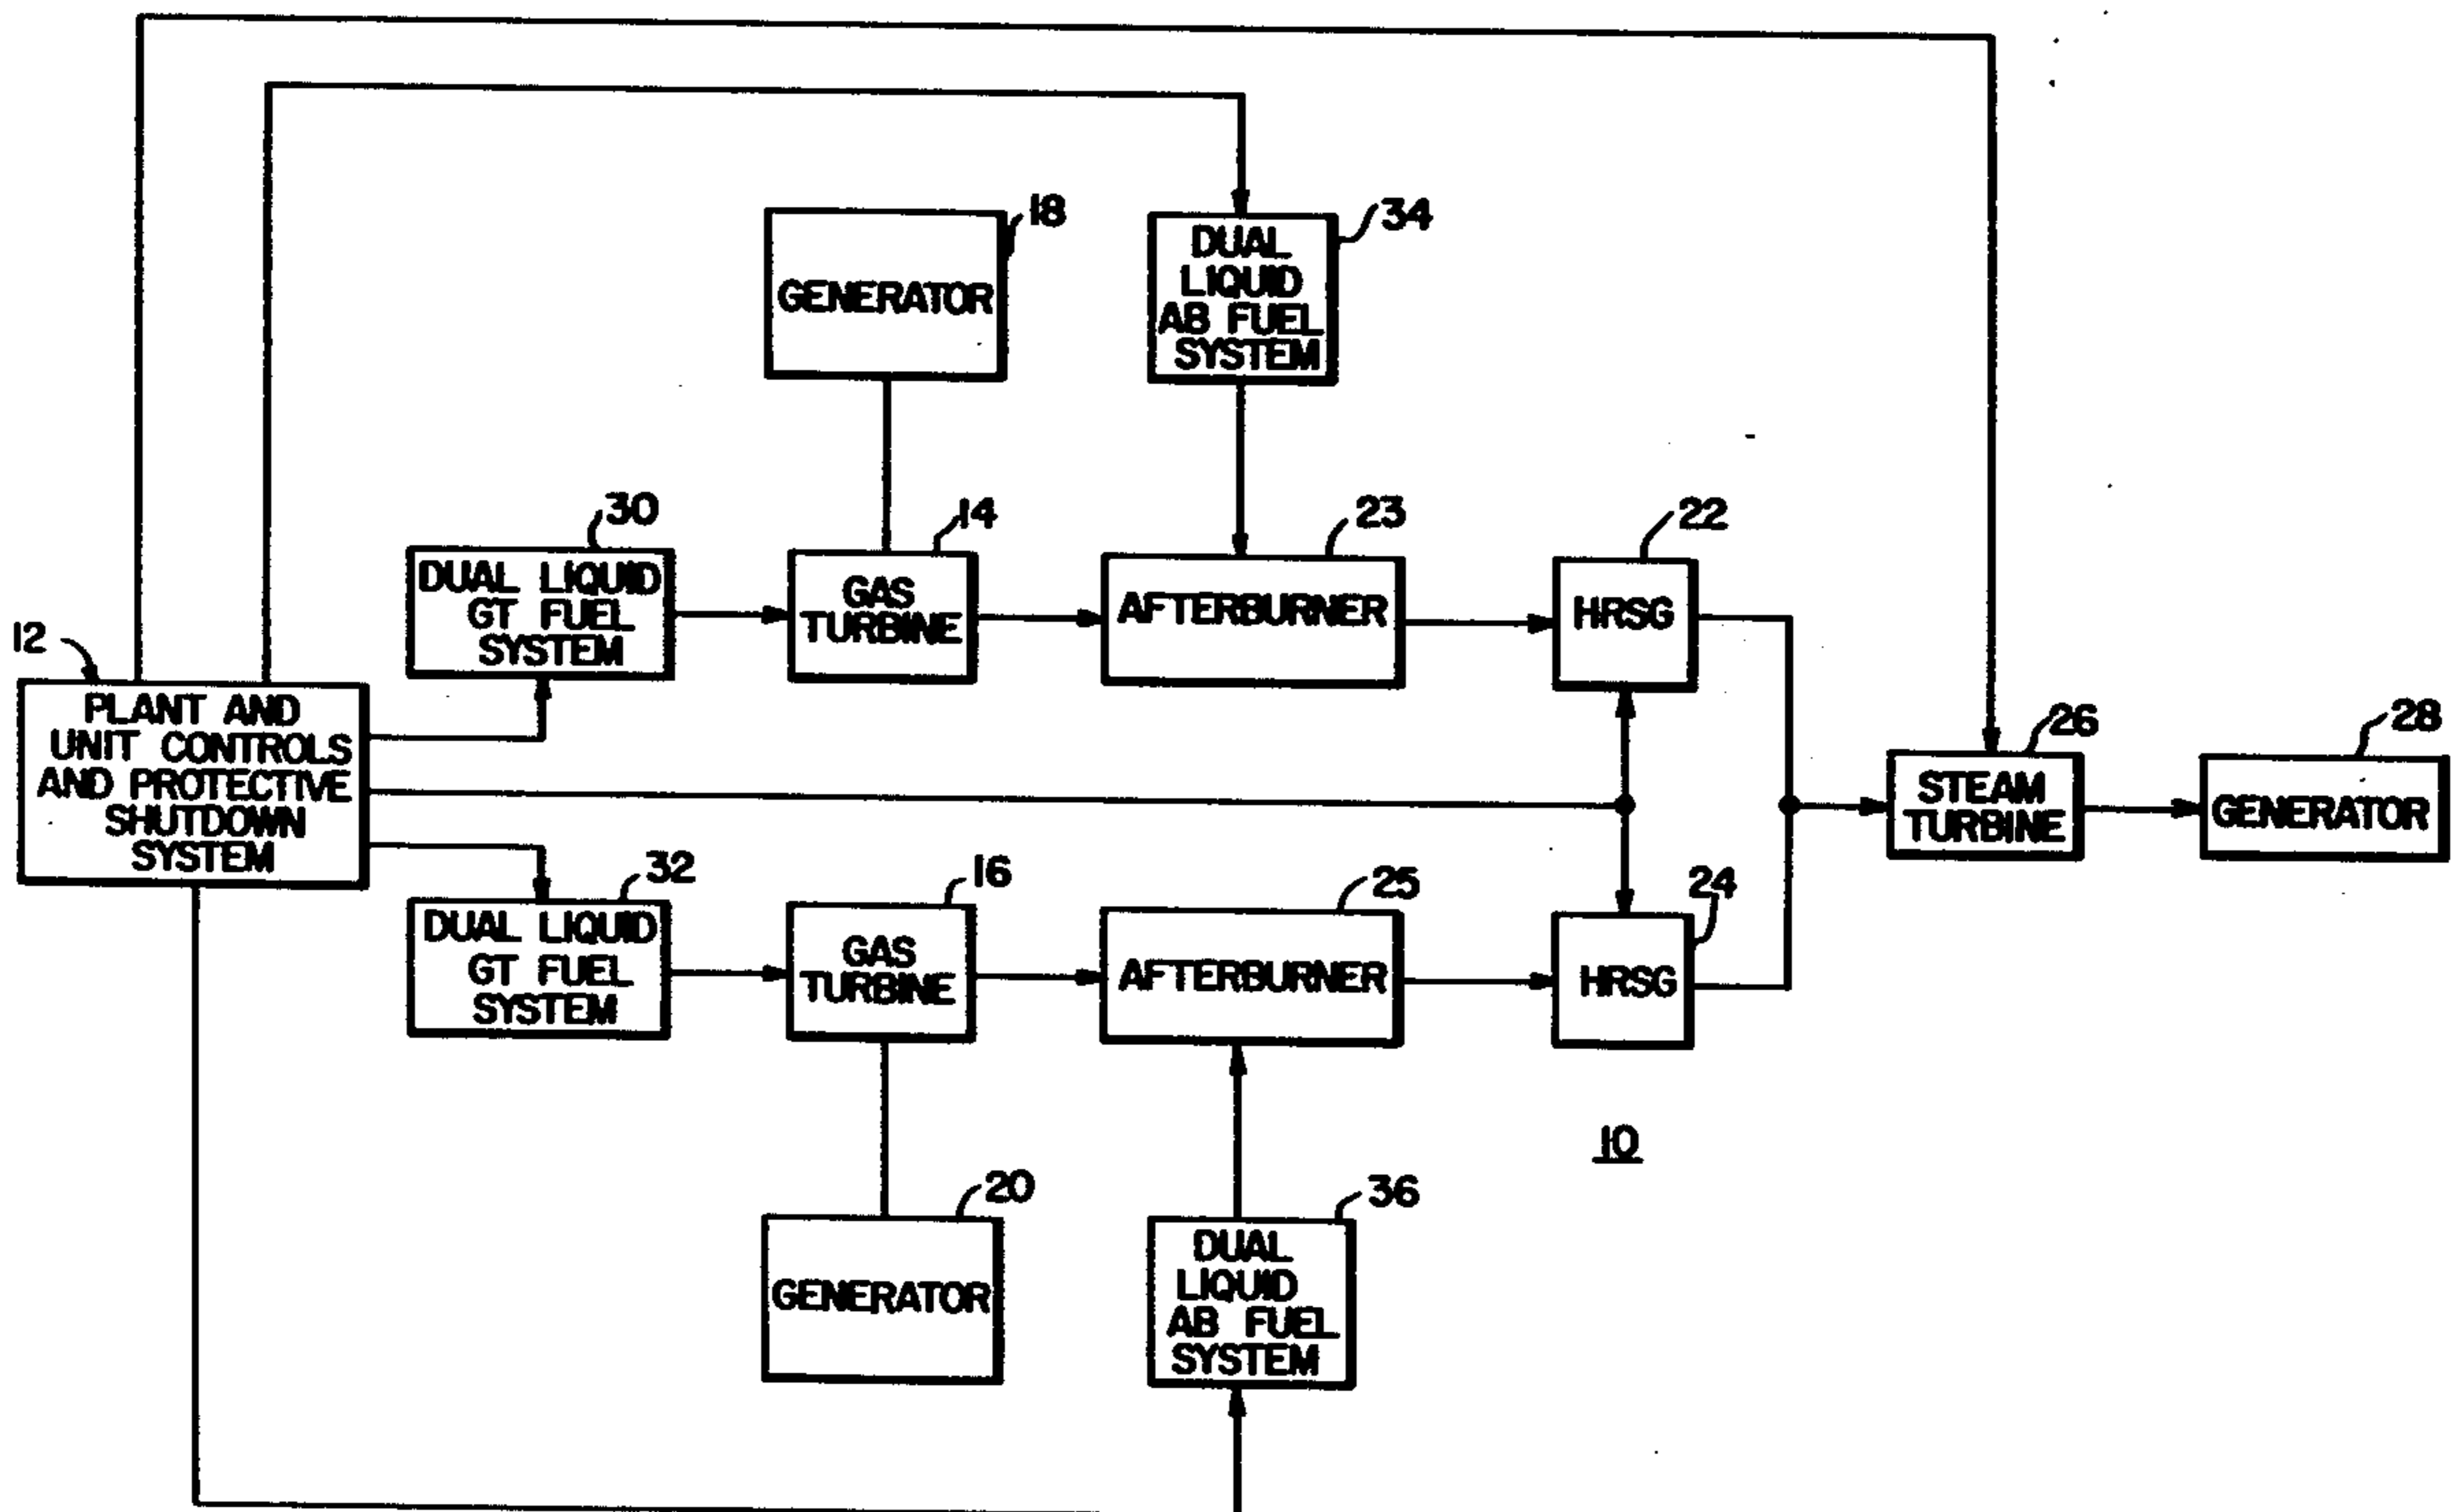 18
GENERATOR
34
DUAL
LIQUID
AB FUEL
SYSTEM
30
DUAL LIQUID
GT FUEL
SYSTEM
14
GAS
TURBINE
23
AFTERBURNER
22
HRSG
12
PLANT AND
UNIT CONTROLS
AND PROTECTIVE
SHUTDOWN
SYSTEM
26
STEAM
TURBINE
28
GENERATOR
32
DUAL LIQUID
GT FUEL
SYSTEM
16
GAS
TURBINE
25
AFTERBURNER
24
HRSG
10
20
GENERATOR
36
DUAL
LIQUID
AB FUEL
SYSTEM